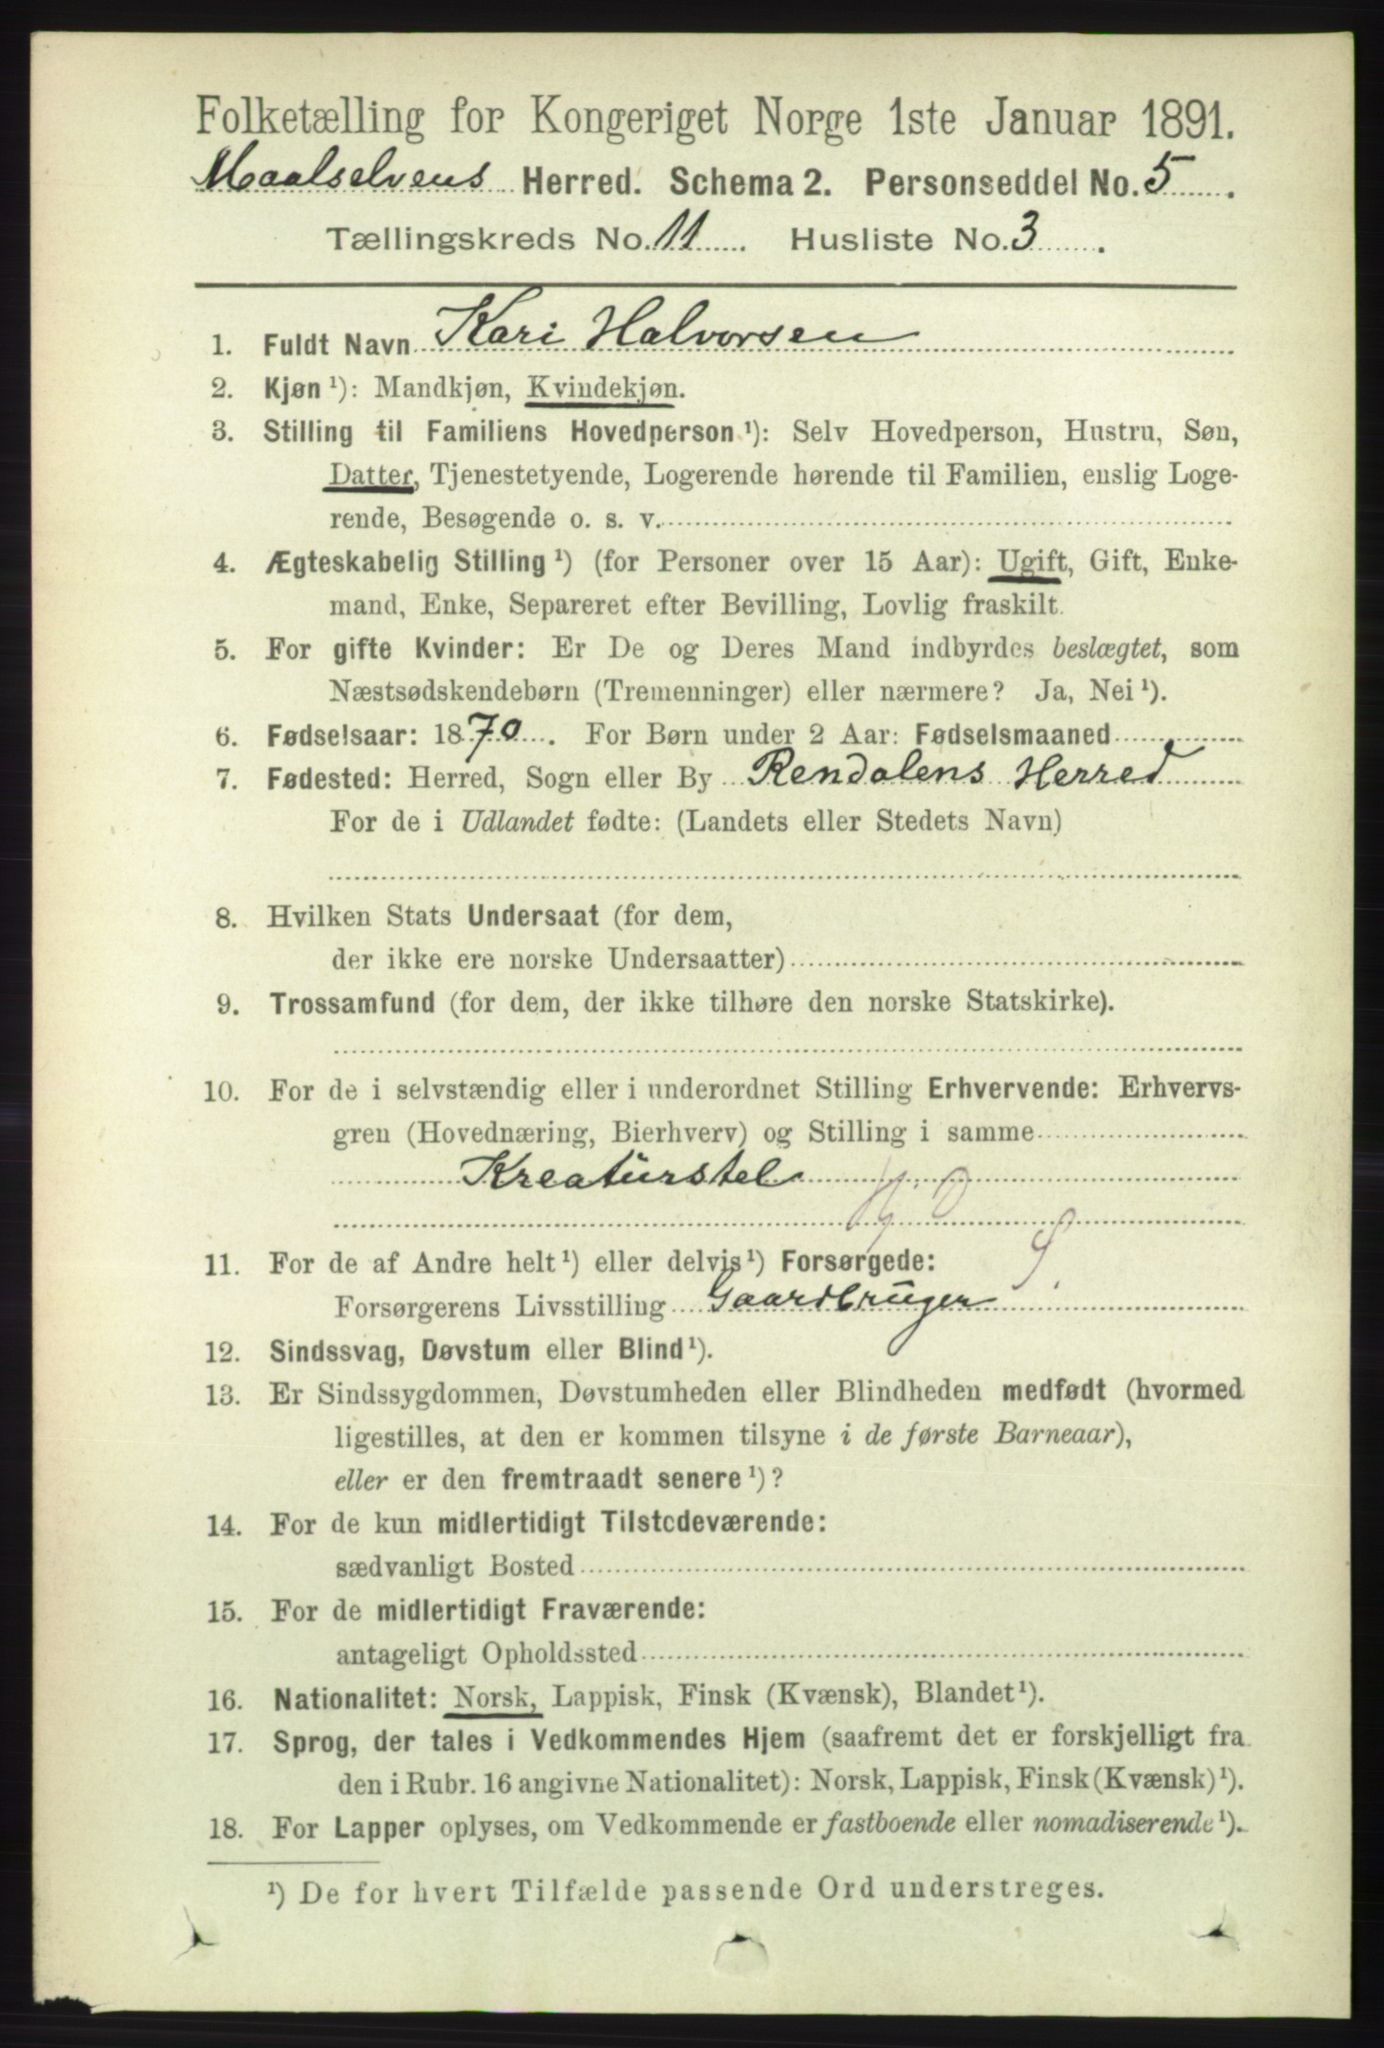 Folketælling for Kongeriget Norge 1ste Januar 1891.
Maalselvens Herred. Schema 2. Personseddel No. 5.
Tællingskreds No. 11. Husliste No. 3.
1. Fuldt Navn Kari Halvorsen
2. Kjøn ¹): Mandkjøn, Kvindekjøn.
3. Stilling til Familiens Hovedperson ¹): Selv Hovedperson, Hustru, Søn,
Datter, Tjenestetyende, Logerende hørende til Familien, enslig Loge-
rende, Besøgende o. s. v.
4. Ægteskabelig Stilling ¹) (for Personer over 15 Aar): Ugift, Gift, Enke-
mand, Enke, Separeret efter Bevilling, Lovlig fraskilt.
5. For gifte Kvinder: Er De og Deres Mand indbyrdes beslægtet, som
Næstsødskendebørn (Tremenninger) eller nærmere? Ja, Nei ¹).
6. Fødselsaar: 1870. For Børn under 2 Aar: Fødselsmaaned
7. Fødested: Herred, Sogn eller By Rendalens Herred
For de i Udlandet fødte: (Landets eller Stedets Navn)
8. Hvilken Stats Undersaat (for dem,
der ikke ere norske Undersaatter)
9. Trossamfund (for dem, der ikke tilhøre den norske Statskirke).
10. For de i selvstændig eller i underordnet Stilling Erhvervende: Erhvervs-
gren (Hovednæring, Bierhverv) og Stilling i samme
Kreaturstel
11. For de af Andre helt ¹) eller delvis ¹) Forsørgede:
Forsørgerens Livsstilling Gaardbruger
12. Sindssvag, Døvstum eller Blind ¹).
13. Er Sindssygdommen, Døvstumheden eller Blindheden medfødt (hvormed
ligestilles, at den er kommen tilsyne i de første Barneaar),
eller er den fremtraadt senere ¹)?
14. For de kun midlertidigt Tilstedeværende:
sædvanligt Bosted
15. For de midlertidigt Fraværende:
antageligt Opholdssted
16. Nationalitet: Norsk, Lappisk, Finsk (Kvænsk), Blandet ¹).
17. Sprog, der tales i Vedkommendes Hjem (saafremt det er forskjelligt fra
den i Rubr. 16 angivne Nationalitet): Norsk, Lappisk, Finsk (Kvænsk) ¹).
18. For Lapper oplyses, om Vedkommende er fastboende eller nomadiserende ¹).
¹) De for hvert Tilfælde passende Ord understreges.